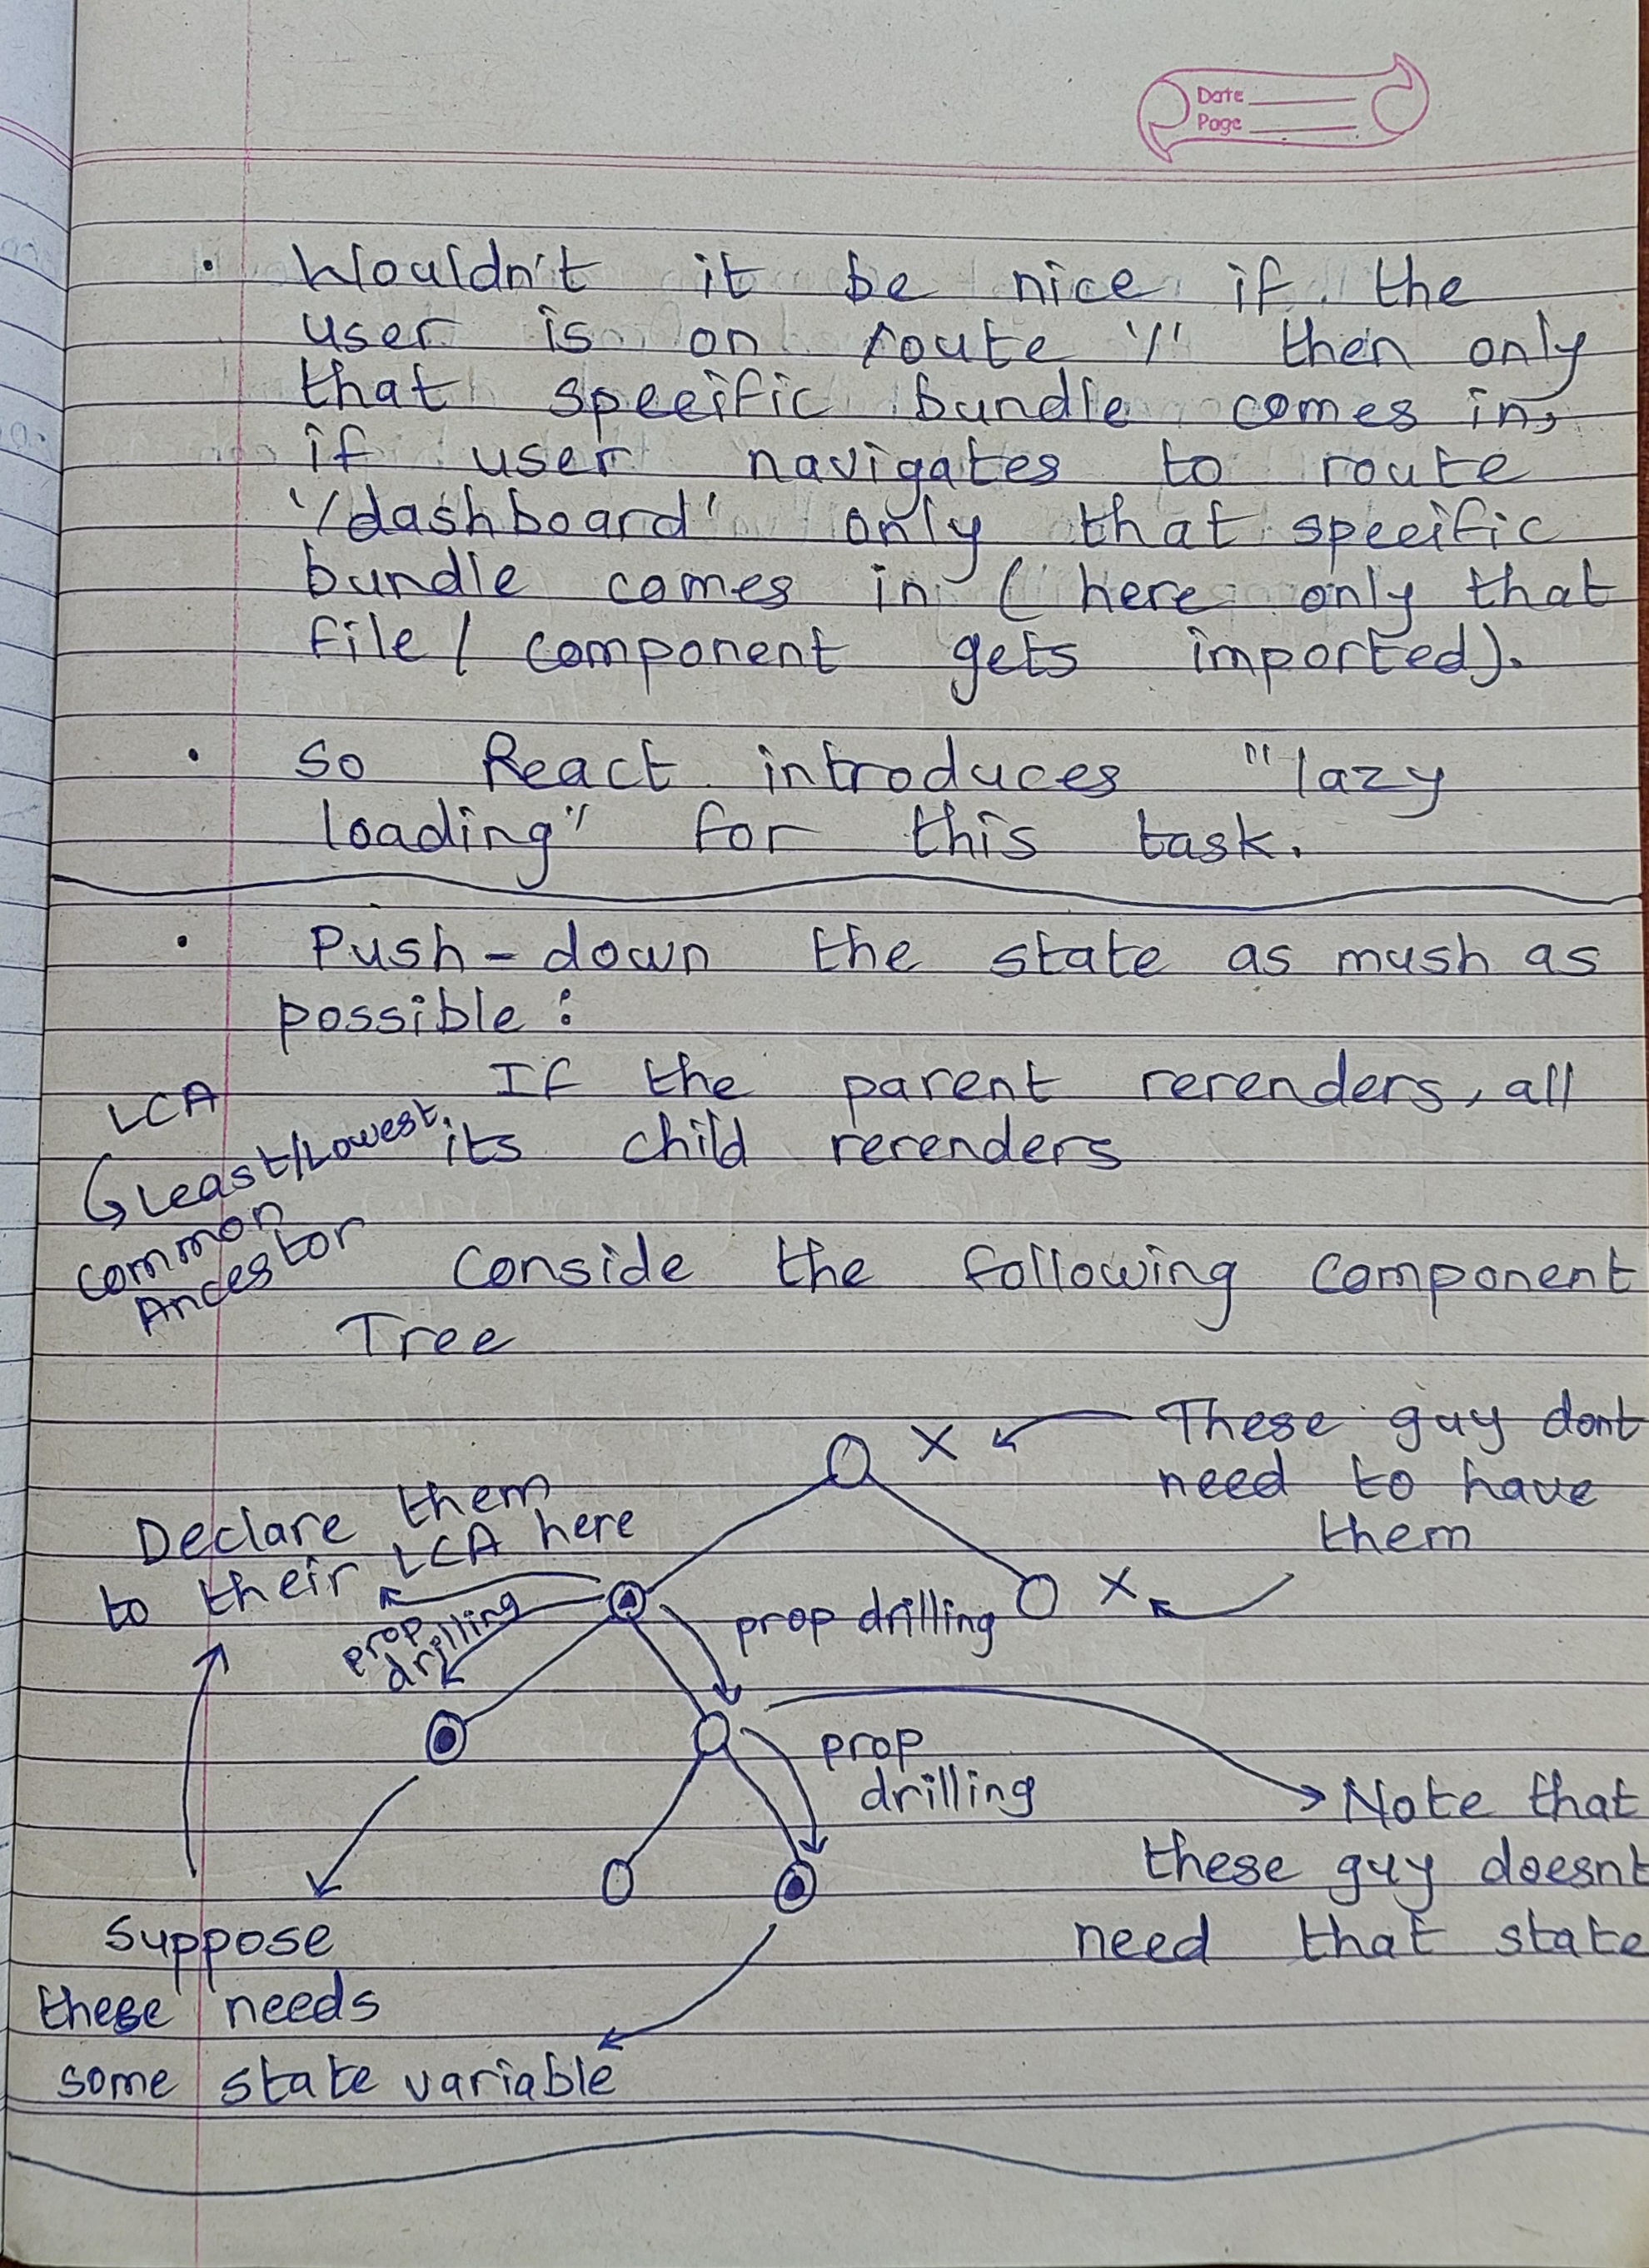 Date
Page
• Wouldn't it be nice if the
user is on route '/' then only
that specific bundle comes in,
if user navigates to route
'/dashboard' only that specific
bundle comes in (here only that
file/component gets imported).
• So React introduces "lazy
loading" for this task.
• Push-down the state as mush as
possible:
If the parent rerenders, all
its child rerenders
LCA
Least/Lowest
Common
Ancestor
Conside the following Component
Tree
These guy dont
need to have
them
Declare them
to their LCA here
prop
drilling
prop drilling
prop
drilling
Note that
these guy doesnt
need that state
Suppose
these needs
some state variable